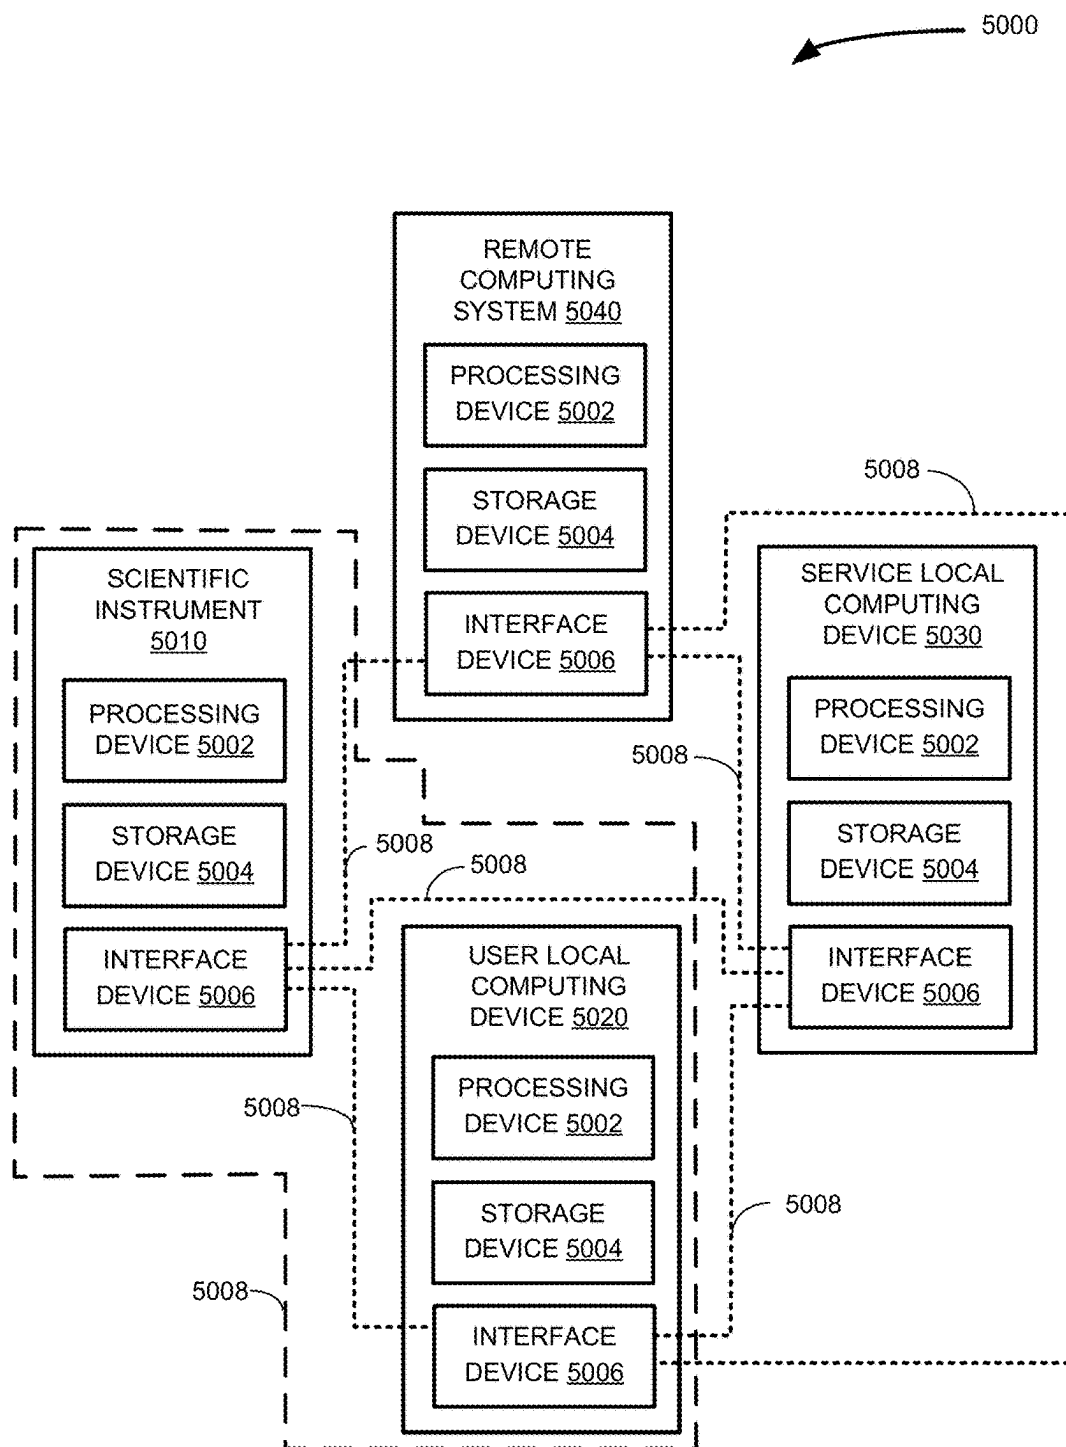 5000
REMOTE
COMPUTING
SYSTEM 5040
PROCESSING
DEVICE 5002
STORAGE
DEVICE 5004
INTERFACE
DEVICE 5006
5008
SCIENTIFIC
INSTRUMENT
5010
PROCESSING
DEVICE 5002
STORAGE
DEVICE 5004
INTERFACE
DEVICE 5006
SERVICE LOCAL
COMPUTING
DEVICE 5030
PROCESSING
DEVICE 5002
STORAGE
DEVICE 5004
INTERFACE
DEVICE 5006
5008
5008
5008
USER LOCAL
COMPUTING
DEVICE 5020
PROCESSING
DEVICE 5002
STORAGE
DEVICE 5004
INTERFACE
DEVICE 5006
5008
5008
5008